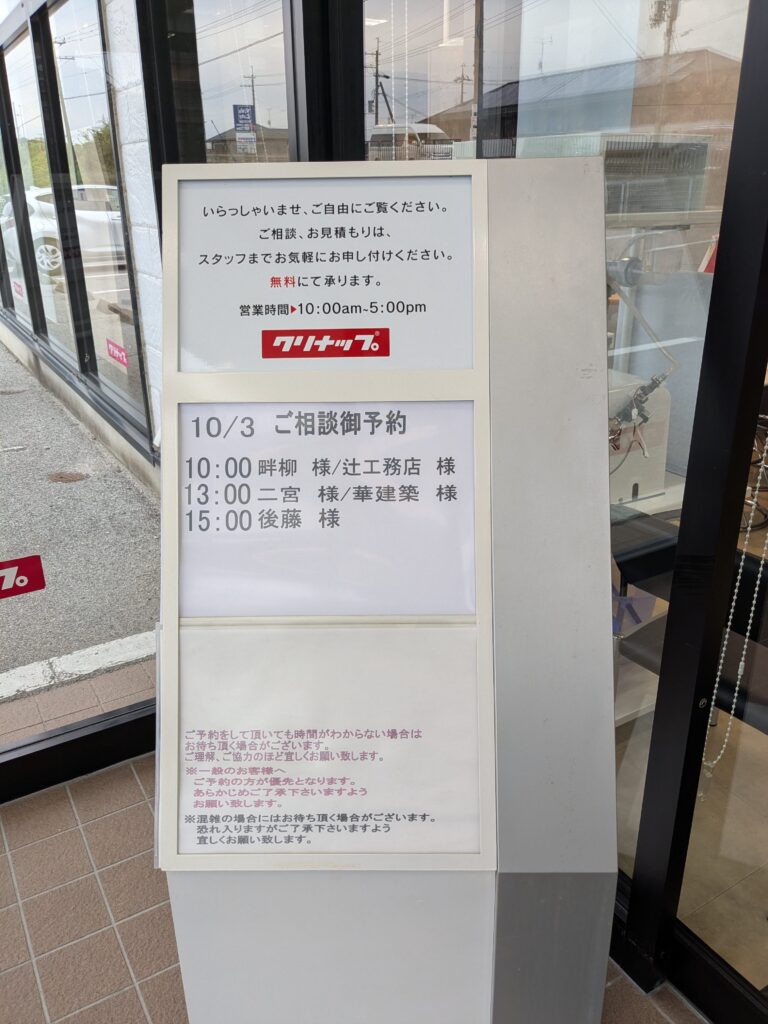 いらっしゃいませ、ご自由にご覧ください。
ご相談、お見積もりは、
スタッフまでお気軽にお申し付けください。
無料にて承ります。
営業時間▶10:00am~5:00pm
クリナップ®
10/3 ご相談御予約
10:00 畔柳 様/辻工務店 様
13:00 二宮 様/華建築 様
15:00 後藤 様
ご予約をして頂いても時間がわからない場合は
お待ち頂く場合がございます。
ご理解、ご協力のほど宜しくお願い致します。
※一般のお客様へ
ご予約の方が優先となります。
あらかじめご了承下さいますよう
お願い致します。
※混雑の場合にはお待ち頂く場合がございます。
恐れ入りますがご了承下さいますよう
宜しくお願い致します。